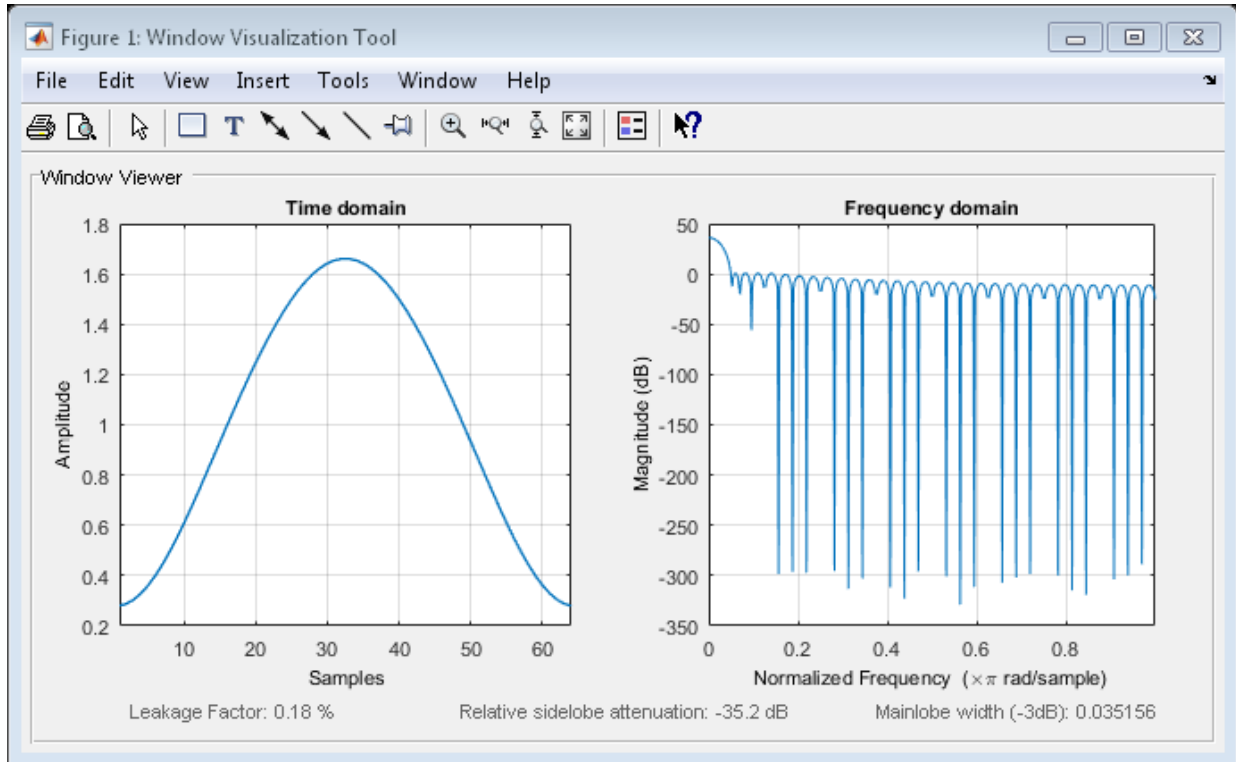 Figure 1: Window Visualization Tool
File Edit View Insert Tools Window Help
T
?
Window Viewer
Time domain
1.8
1.6
1.4
1.2
1
0.8
0.6
0.4
0.2
Amplitude
10 20 30 40 50 60
Samples
Frequency domain
50
0
-50
-100
-150
-200
-250
-300
-350
Magnitude (dB)
0 0.2 0.4 0.6 0.8
Normalized Frequency (×π rad/sample)
Leakage Factor: 0.18 % Relative sidelobe attenuation: -35.2 dB Mainlobe width (-3dB): 0.035156